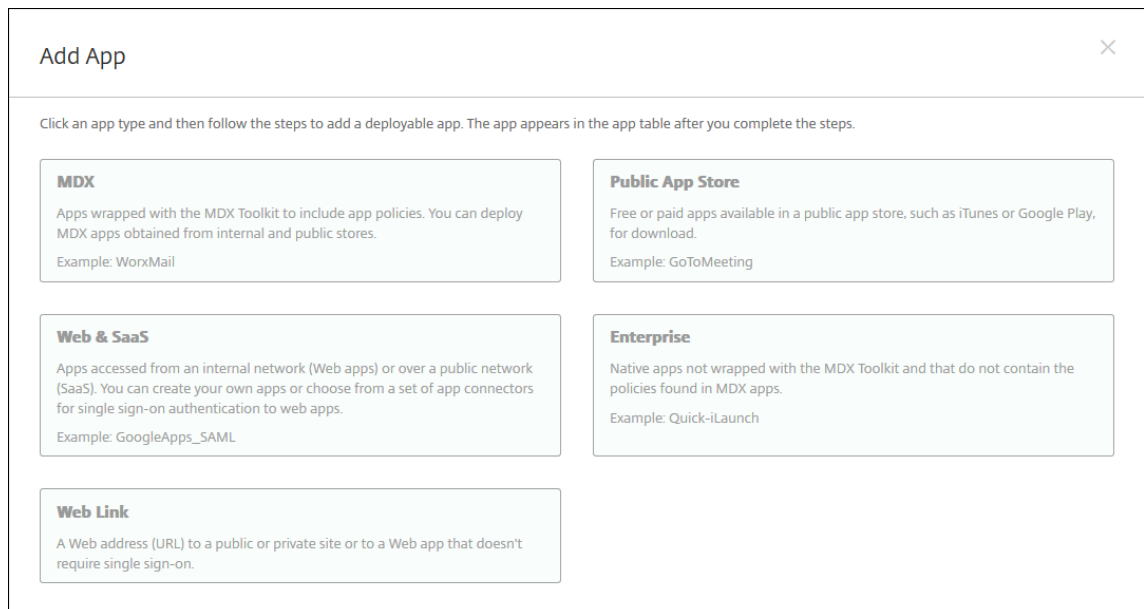 Add App
Click an app type and then follow the steps to add a deployable app. The app appears in the app table after you complete the steps.
MDX
Apps wrapped with the MDX Toolkit to include app policies. You can deploy
MDX apps obtained from internal and public stores.
Example: WorxMail
Public App Store
Free or paid apps available in a public app store, such as iTunes or Google Play,
for download.
Example: GoToMeeting
Web & SaaS
Apps accessed from an internal network (Web apps) or over a public network
(SaaS). You can create your own apps or choose from a set of app connectors
for single sign-on authentication to web apps.
Example: GoogleApps_SAML
Enterprise
Native apps not wrapped with the MDX Toolkit and that do not contain the
policies found in MDX apps.
Example: Quick-iLaunch
Web Link
A Web address (URL) to a public or private site or to a Web app that doesn't
require single sign-on.